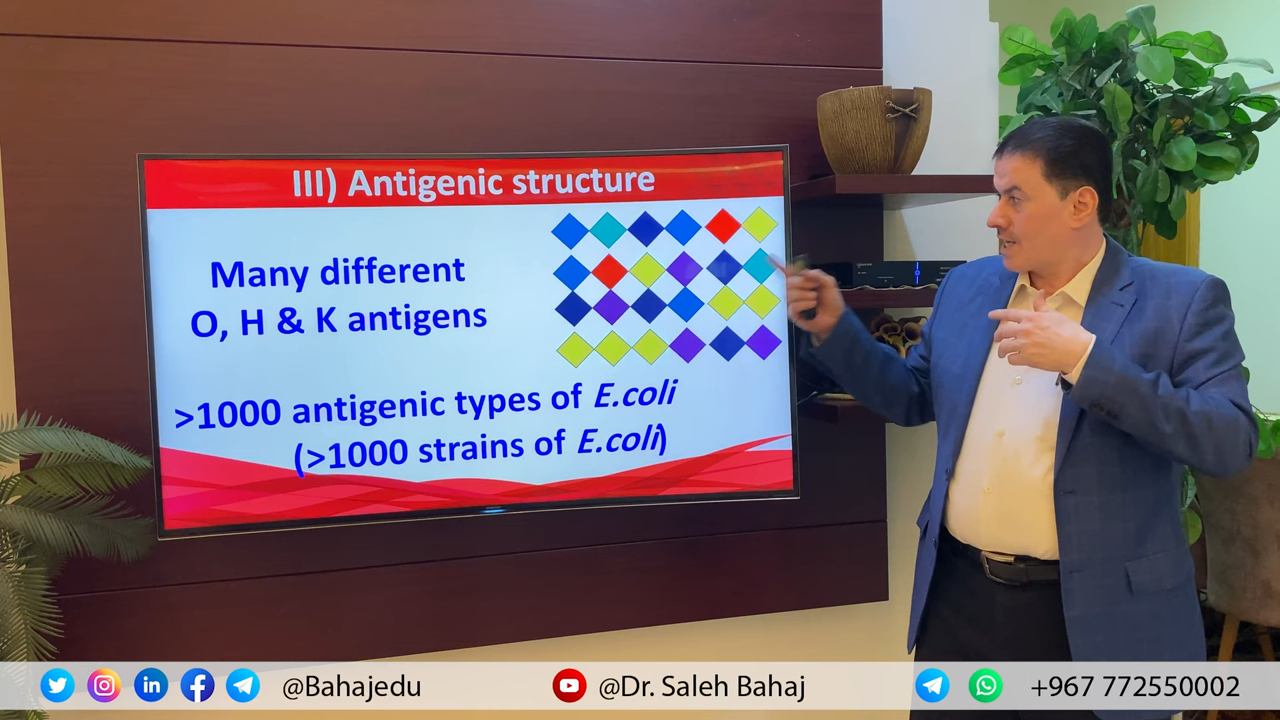 III) Antigenic structure
Many different
O, H & K antigens
>1000 antigenic types of E.coli
(>1000 strains of E.coli)
@Bahajedu
@Dr. Saleh Bahaj
+967 772550002